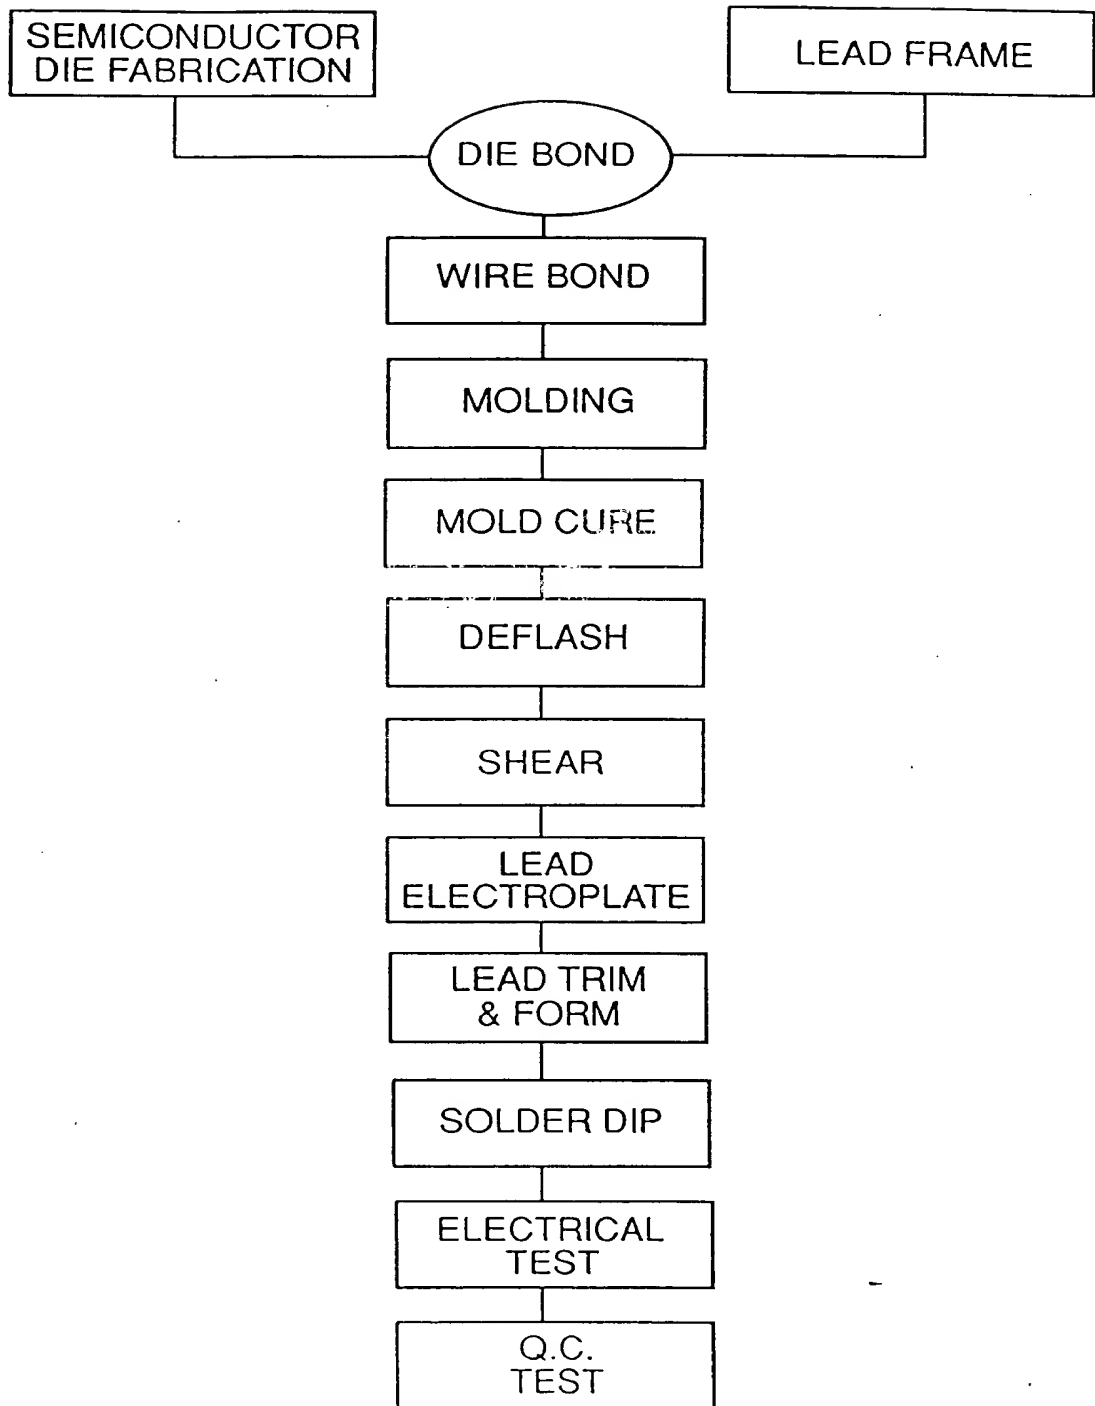 SEMICONDUCTOR
DIE FABRICATION
LEAD FRAME
DIE BOND
WIRE BOND
MOLDING
MOLD CURE
DEFLASH
SHEAR
LEAD
ELECTROPLATE
LEAD TRIM
& FORM
SOLDER DIP
ELECTRICAL
TEST
Q.C.
TEST